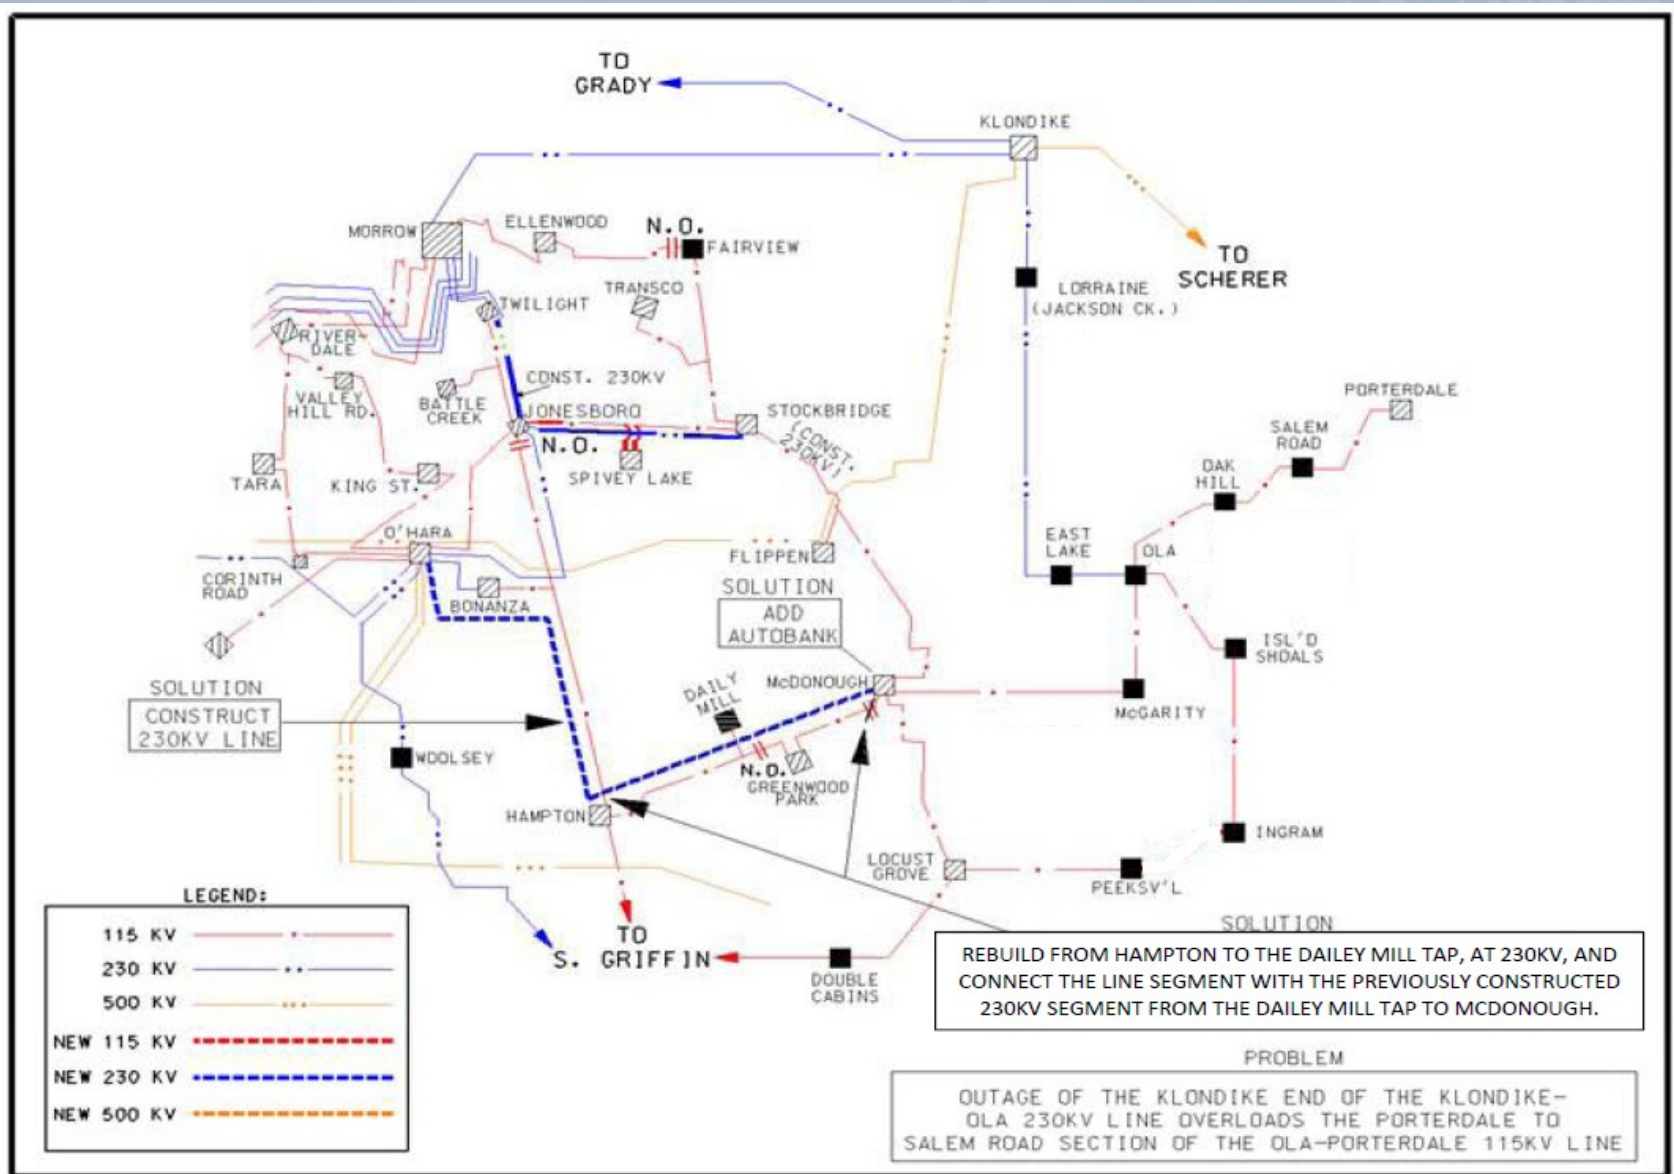 TO
GRADY
KLONDIKE
MORROW
ELLENWOOD
N.O.
FAIRVIEW
TO
SCHERER
TRANSCO
LORRAINE
(JACKSON CK.)
TWILIGHT
RIVER-
DALE
CONST. 230KV
VALLEY
HILL RD.
BATTLE
CREEK
JONESBORO
STOCKBRIDGE
(CONST.
230KV)
PORTERDALE
SALEM
ROAD
N.O.
SPIVEY LAKE
OAK
HILL
TARA
KING ST.
O'HARA
FLIPPEN
EAST
LAKE
OLA
CORINTH
ROAD
BONANZA
SOLUTION
ADD
AUTOBANK
ISL'D
SHOALS
SOLUTION
CONSTRUCT
230KV LINE
DAILY
MILL
McDONOUGH
McGARITY
WOOLSEY
N.O.
GREENWOOD
PARK
HAMPTON
INGRAM
LOCUST
GROVE
PEEKSV'L
TO
S. GRIFFIN
DOUBLE
CABINS
LEGEND:
115 KV
230 KV
500 KV
NEW 115 KV
NEW 230 KV
NEW 500 KV
SOLUTION
REBUILD FROM HAMPTON TO THE DAILEY MILL TAP, AT 230KV, AND
CONNECT THE LINE SEGMENT WITH THE PREVIOUSLY CONSTRUCTED
230KV SEGMENT FROM THE DAILEY MILL TAP TO MCDONOUGH.
PROBLEM
OUTAGE OF THE KLONDIKE END OF THE KLONDIKE-
OLA 230KV LINE OVERLOADS THE PORTERDALE TO
SALEM ROAD SECTION OF THE OLA-PORTERDALE 115KV LINE